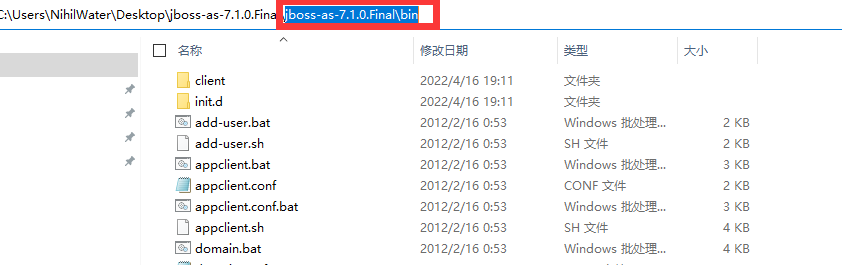 C:\Users\NihilWater\Desktop\jboss-as-7.1.0.Final\jboss-as-7.1.0.Final\bin
名称 修改日期 类型 大小
client 2022/4/16 19:11 文件夹
init.d 2022/4/16 19:11 文件夹
add-user.bat 2012/2/16 0:53 Windows 批处理... 2 KB
add-user.sh 2012/2/16 0:53 SH 文件 2 KB
appclient.bat 2012/2/16 0:53 Windows 批处理... 3 KB
appclient.conf 2012/2/16 0:53 CONF 文件 2 KB
appclient.conf.bat 2012/2/16 0:53 Windows 批处理... 3 KB
appclient.sh 2012/2/16 0:53 SH 文件 4 KB
domain.bat 2012/2/16 0:53 Windows 批处理... 4 KB